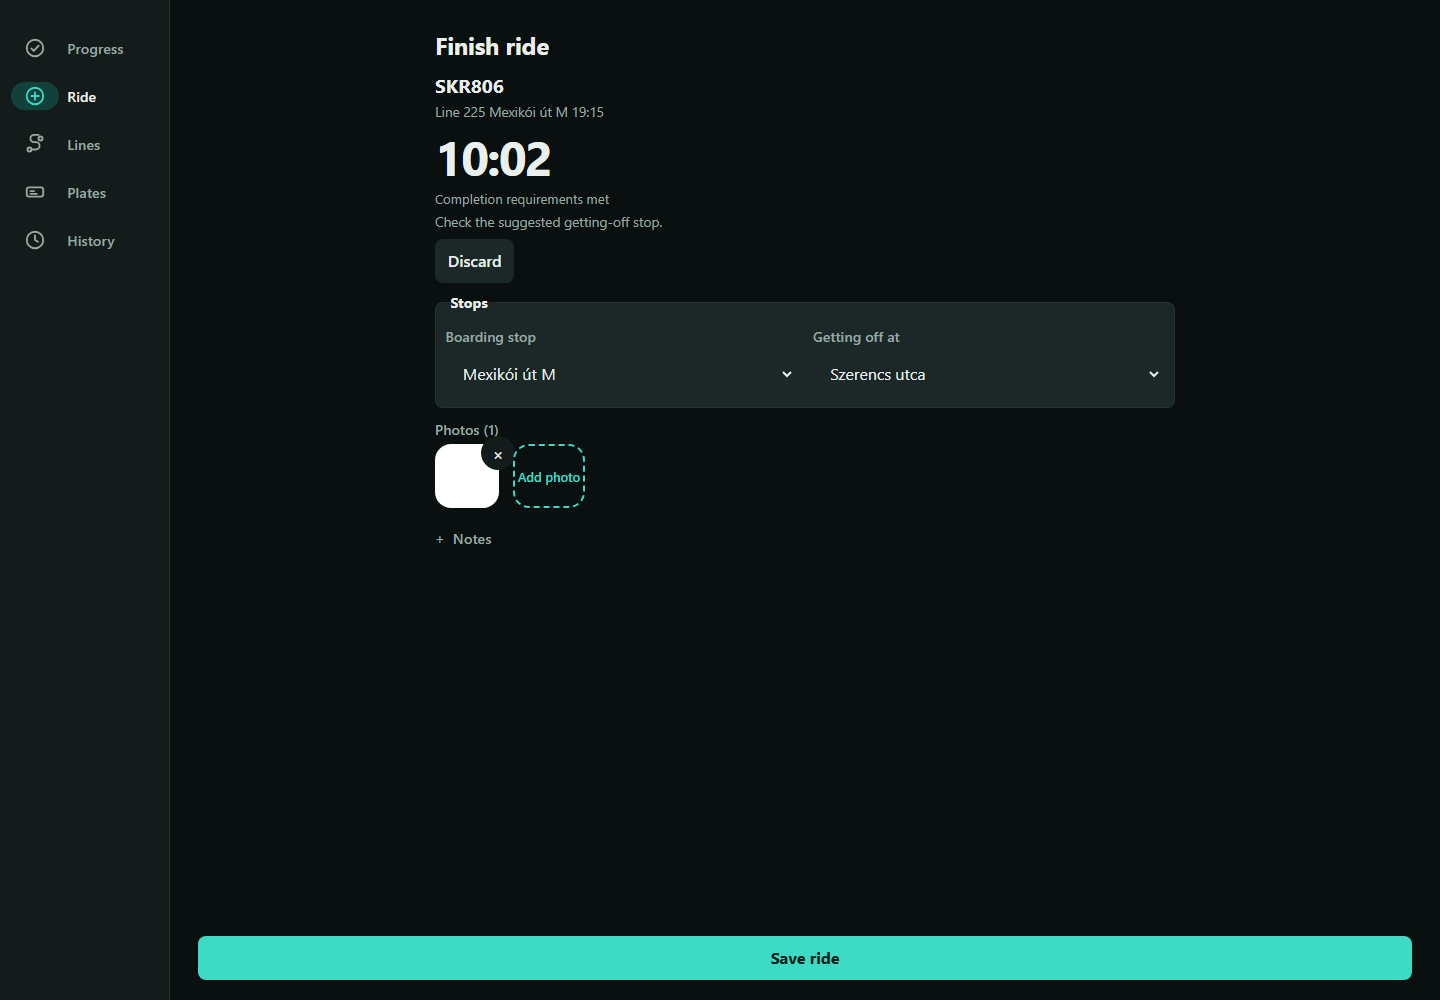 Progress
Ride
Lines
Plates
History
Finish ride
SKR806
Line 225 Mexikói út M 19:15
10:02
Completion requirements met
Check the suggested getting-off stop.
Discard
Stops
Boarding stop
Getting off at
Mexikói út M
Szerencs utca
Photos (1)
×
Add photo
+ Notes
Save ride